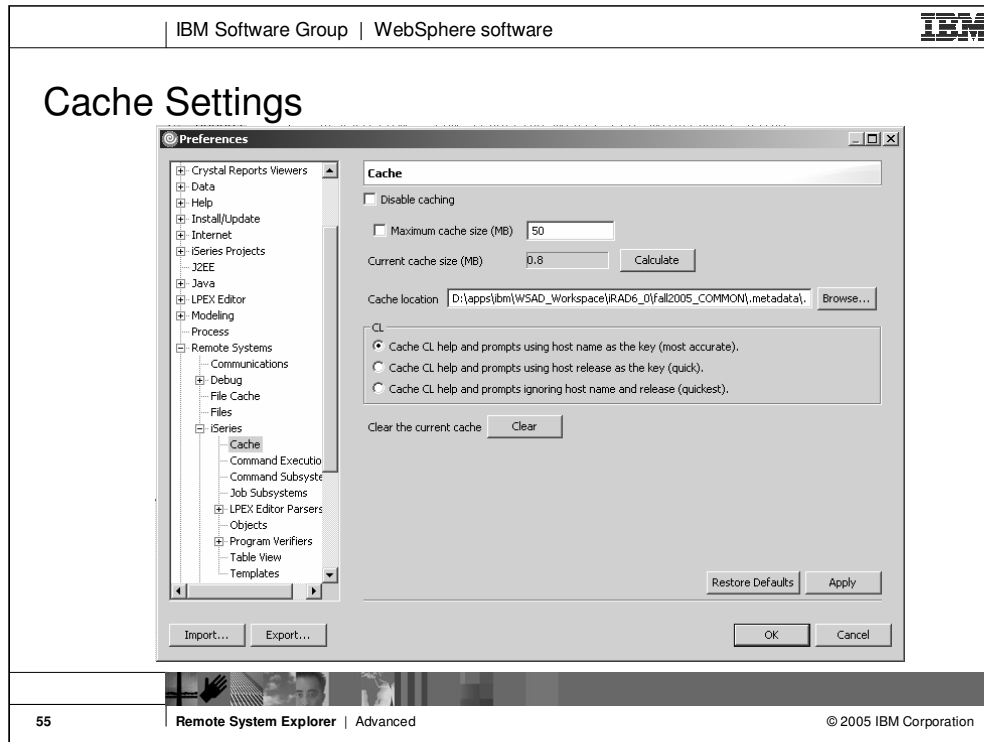 IBM Software Group | WebSphere software
IBM
Cache Settings
Preferences
Crystal Reports Viewers
Data
Help
Install/Update
Internet
iSeries Projects
J2EE
Java
LPEX Editor
Modeling
Process
Remote Systems
Communications
Debug
File Cache
Files
iSeries
Cache
Command Executio
Command Subsyste
Job Subsystems
LPEX Editor Parsers
Objects
Program Verifiers
Table View
Templates
Cache
Disable caching
Maximum cache size (MB) 50
Current cache size (MB) 0.8 Calculate
Cache location D:\apps\ibm\WSAD_Workspace\iRAD6_0\fall2005_COMMON\.metadata\. Browse...
CL
Cache CL help and prompts using host name as the key (most accurate).
Cache CL help and prompts using host release as the key (quick).
Cache CL help and prompts ignoring host name and release (quickest).
Clear the current cache Clear
Restore Defaults Apply
Import... Export... OK Cancel
55 Remote System Explorer | Advanced © 2005 IBM Corporation